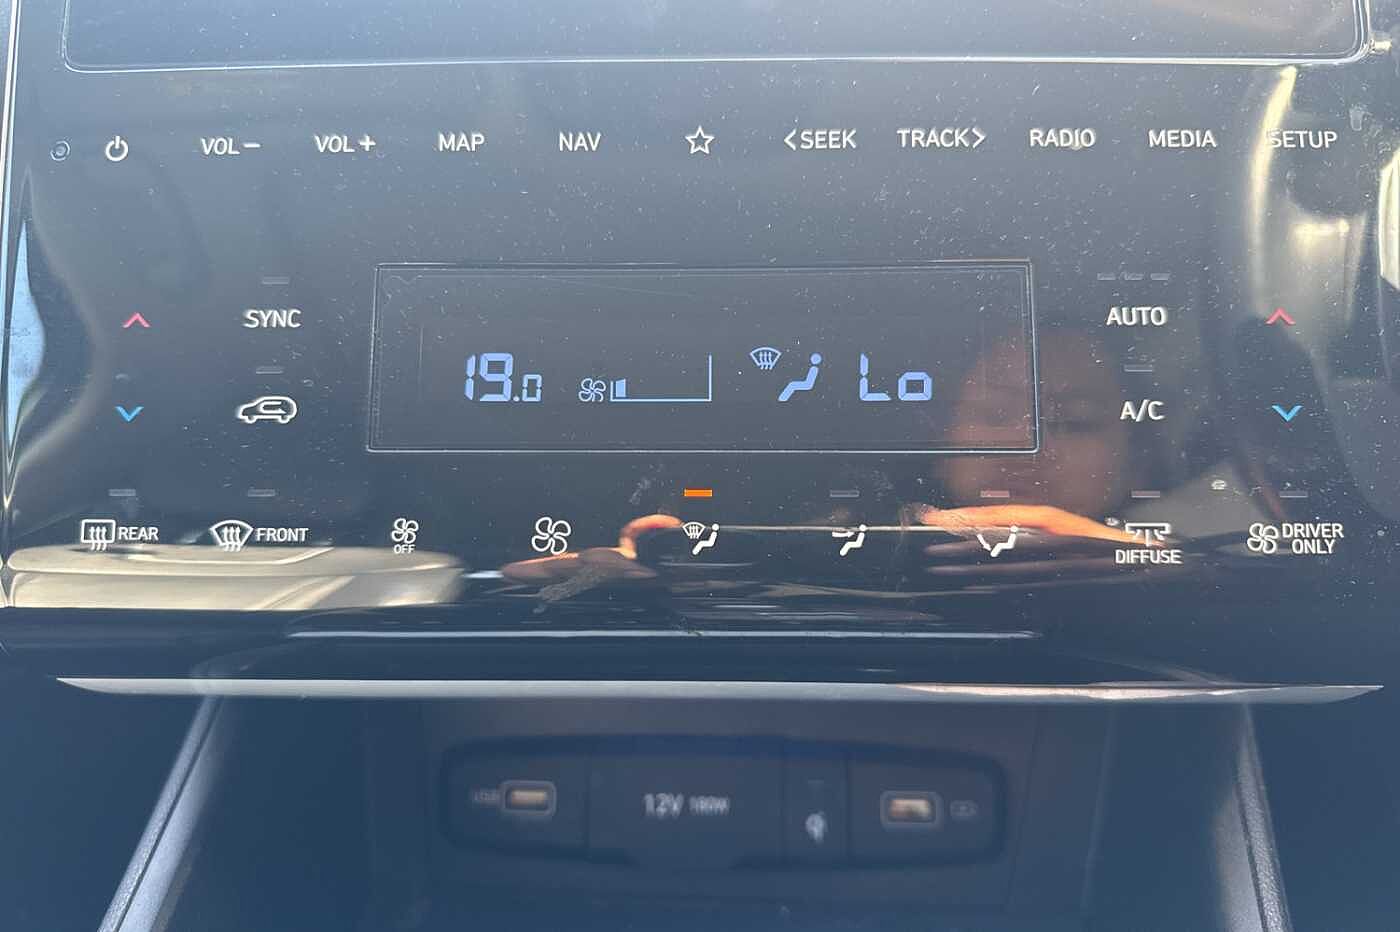 VOL− VOL+ MAP NAV <SEEK TRACK> RADIO MEDIA SETUP
SYNC AUTO
19.0 Lo
A/C
REAR FRONT OFF DIFFUSE DRIVER ONLY
USB 12V 180W